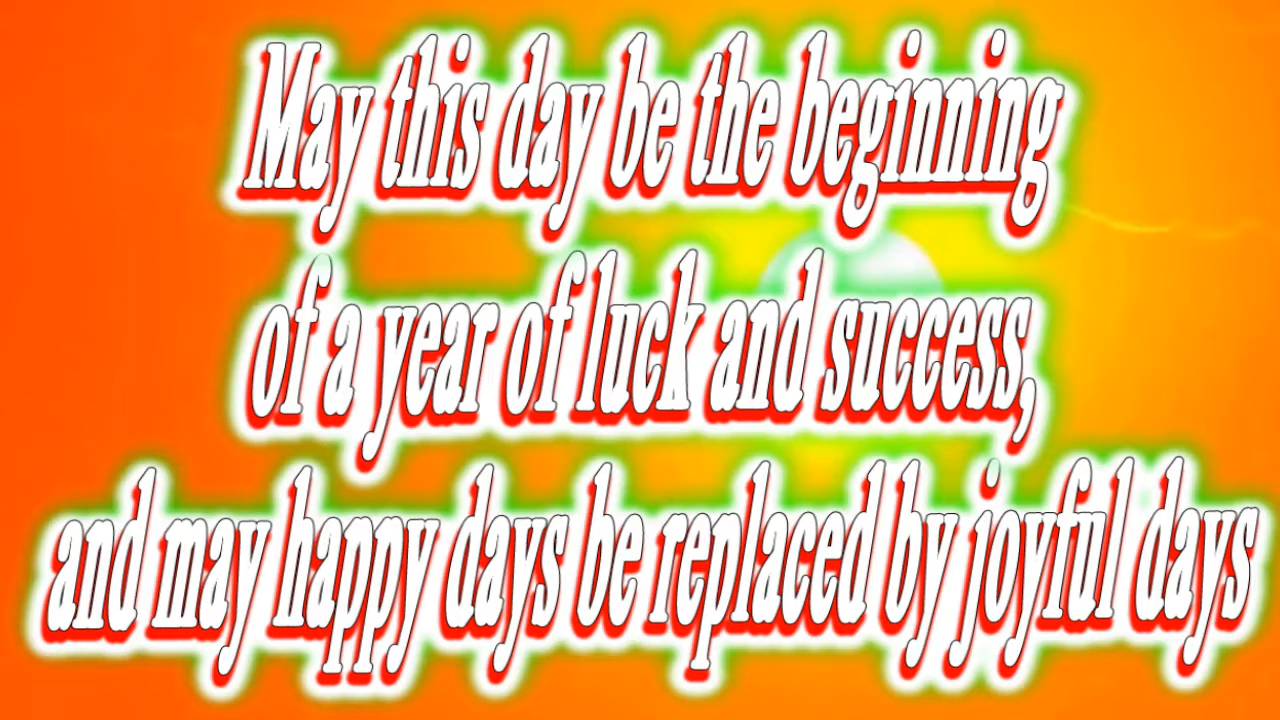 May this day be the beginning
of a year of luck and success,
and may happy days be replaced by joyful days